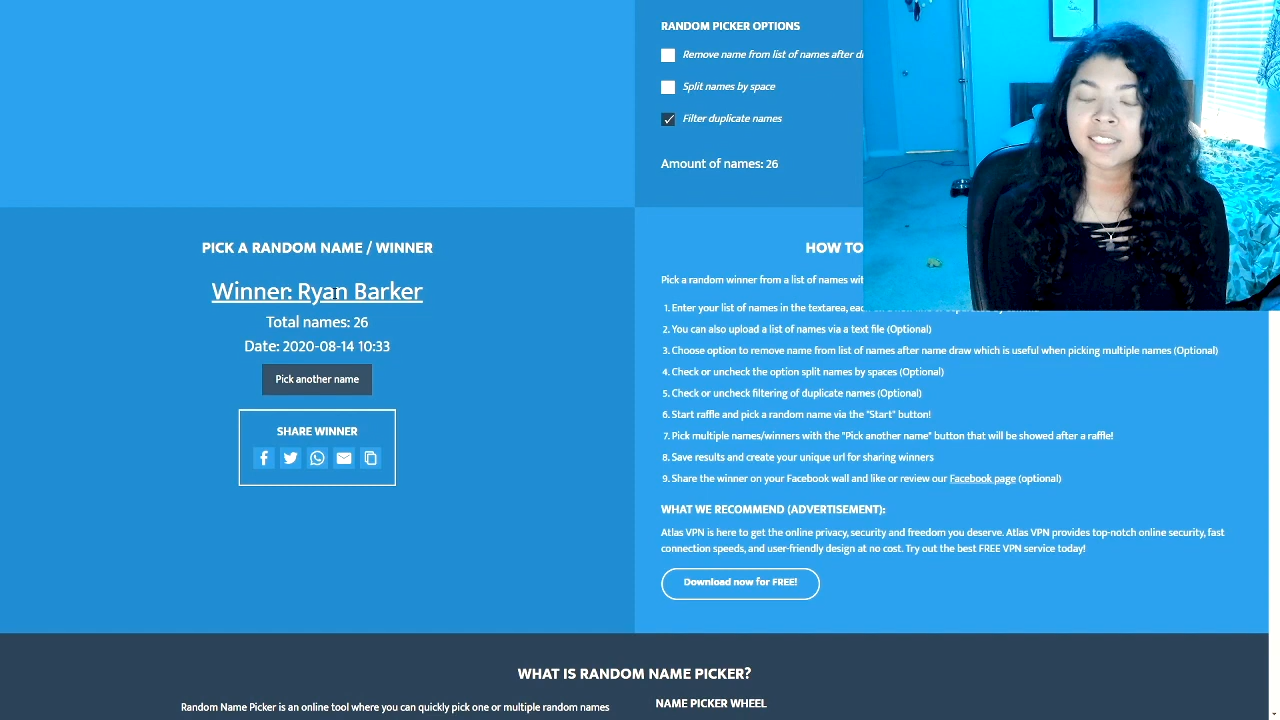 RANDOM PICKER OPTIONS
Remove name from list of names after
Split names by space
Filter duplicate names
Amount of names: 26
PICK A RANDOM NAME / WINNER
Winner: Ryan Barker
Total names: 26
Date: 2020-08-14 10:33
Pick another name
SHARE WINNER
HOW TO
Pick a random winner from a list of names
1. Enter your list of names in the textarea,
2. You can also upload a list of names via a text file (Optional)
3. Choose option to remove name from list of names after name draw which is useful when picking multiple names (Optional)
4. Check or uncheck the option split names by spaces (Optional)
5. Check or uncheck filtering of duplicate names (Optional)
6. Start raffle and pick a random name via the "Start" button!
7. Pick multiple names/winners with the "Pick another name" button that will be showed after a raffle!
8. Save results and create your unique url for sharing winners
9. Share the winner on your Facebook wall and like or review our Facebook page (optional)
WHAT WE RECOMMEND (ADVERTISEMENT):
Atlas VPN is here to get the online privacy, security and freedom you deserve. Atlas VPN provides top-notch online security, fast
connection speeds, and user-friendly design at no cost. Try out the best FREE VPN service today!
Download now for FREE!
WHAT IS RANDOM NAME PICKER?
Random Name Picker is an online tool where you can quickly pick one or multiple random names
NAME PICKER WHEEL